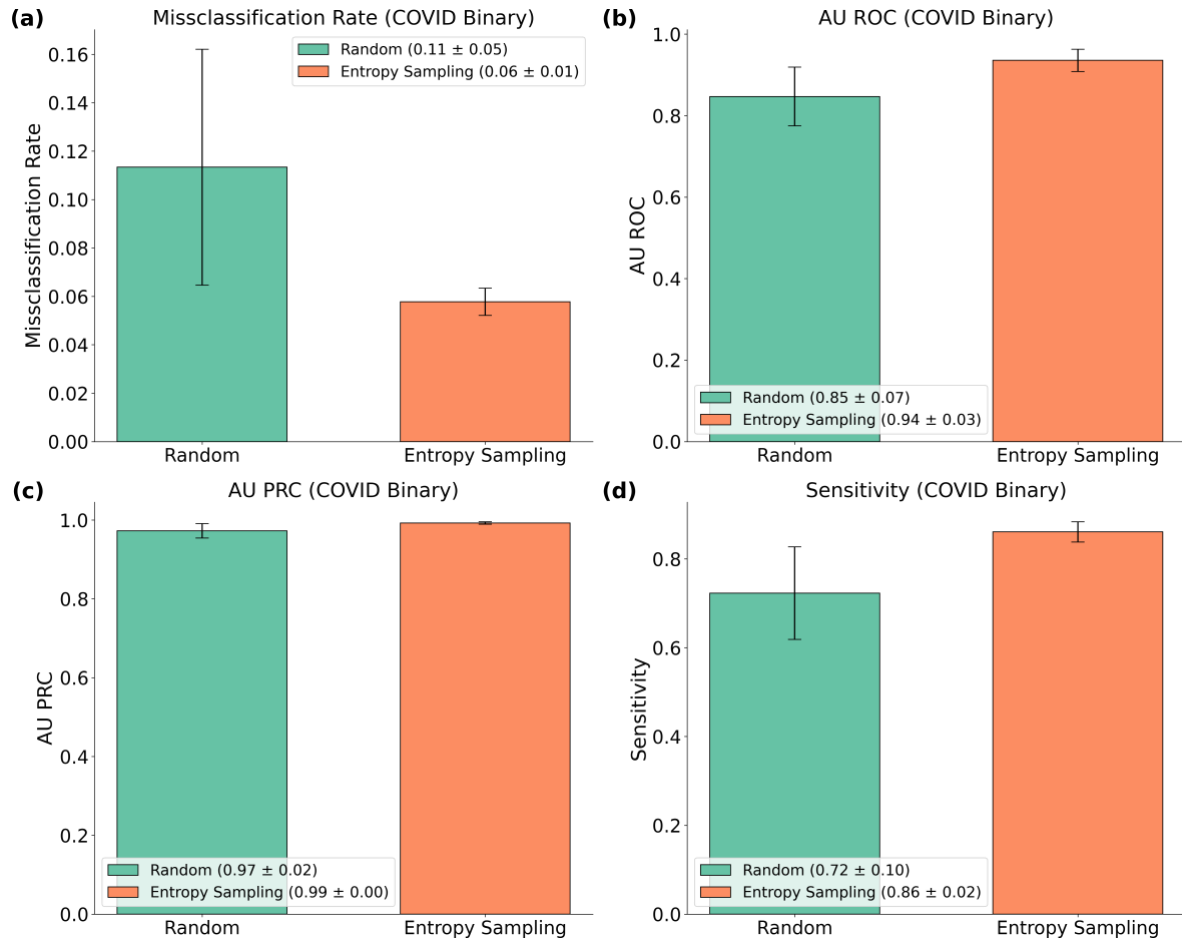 (a) Missclassification Rate (COVID Binary)
Missclassification Rate
0.16
0.14
0.12
0.10
0.08
0.06
0.04
0.02
0.00
Random (0.11 ± 0.05)
Entropy Sampling (0.06 ± 0.01)
Random Entropy Sampling
(b) AU ROC (COVID Binary)
AU ROC
1.0
0.8
0.6
0.4
0.2
0.0
Random (0.85 ± 0.07)
Entropy Sampling (0.94 ± 0.03)
Random Entropy Sampling
(c) AU PRC (COVID Binary)
AU PRC
1.0
0.8
0.6
0.4
0.2
0.0
Random (0.97 ± 0.02)
Entropy Sampling (0.99 ± 0.00)
Random Entropy Sampling
(d) Sensitivity (COVID Binary)
Sensitivity
0.8
0.6
0.4
0.2
0.0
Random (0.72 ± 0.10)
Entropy Sampling (0.86 ± 0.02)
Random Entropy Sampling